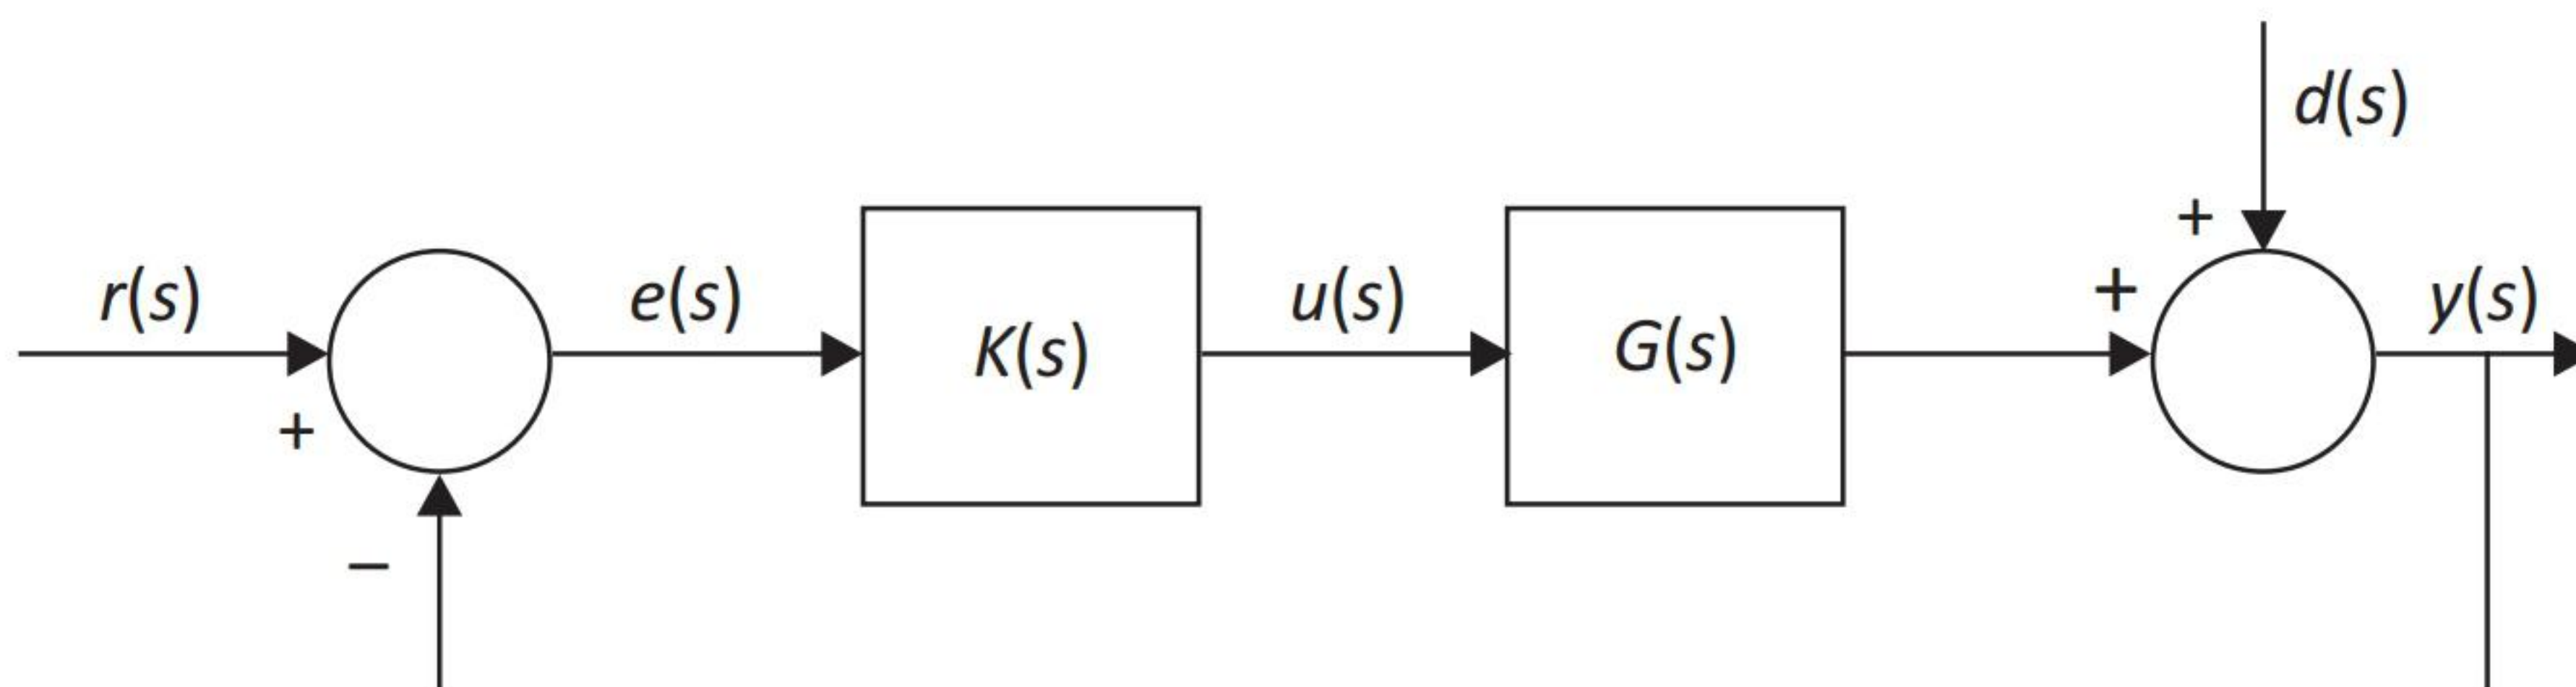 d(s)
+
r(s)
e(s)
u(s)
+
y(s)
K(s)
G(s)
+
−